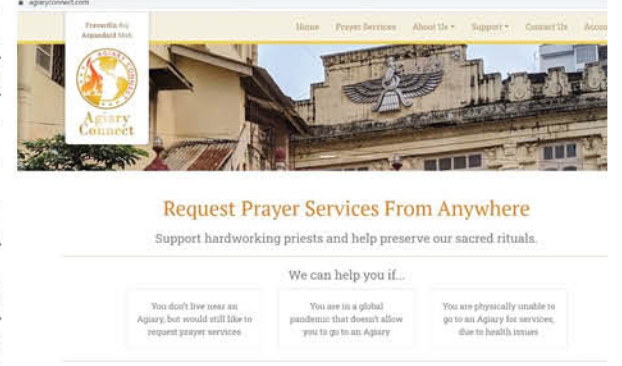 agiaryconnect.com
Home Prayer Services About Us Support Contact Us
Agiary
Connect
Request Prayer Services From Anywhere
Support hardworking priests and help preserve our sacred rituals.
We can help you if...
You don't live near an
Agiary, but would still like to
request prayer services
You are in a global
pandemic that doesn't allow
you to go to an Agiary
You are physically unable to
go to an Agiary for services,
due to health issues